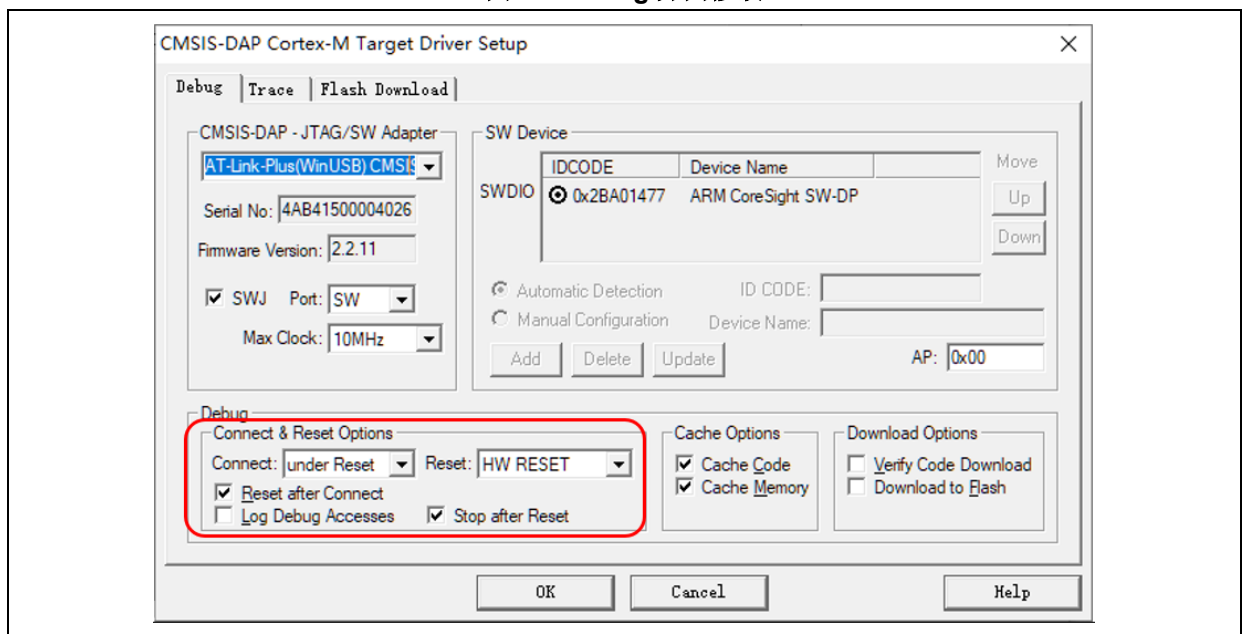 CMSIS-DAP Cortex-M Target Driver Setup
Debug Trace Flash Download
CMSIS-DAP - JTAG/SW Adapter
AT-Link-Plus(WinUSB) CMSIS
Serial No: 4AB41500004026
Firmware Version: 2.2.11
SWJ Port: SW
Max Clock: 10MHz
SW Device
IDCODE Device Name
SWDIO 0x2BA01477 ARM CoreSight SW-DP
Move
Up
Down
Automatic Detection ID CODE:
Manual Configuration Device Name:
Add Delete Update AP: 0x00
Debug
Connect & Reset Options
Connect: under Reset Reset: HW RESET
Reset after Connect
Log Debug Accesses Stop after Reset
Cache Options
Cache Code
Cache Memory
Download Options
Verify Code Download
Download to Flash
OK Cancel Help